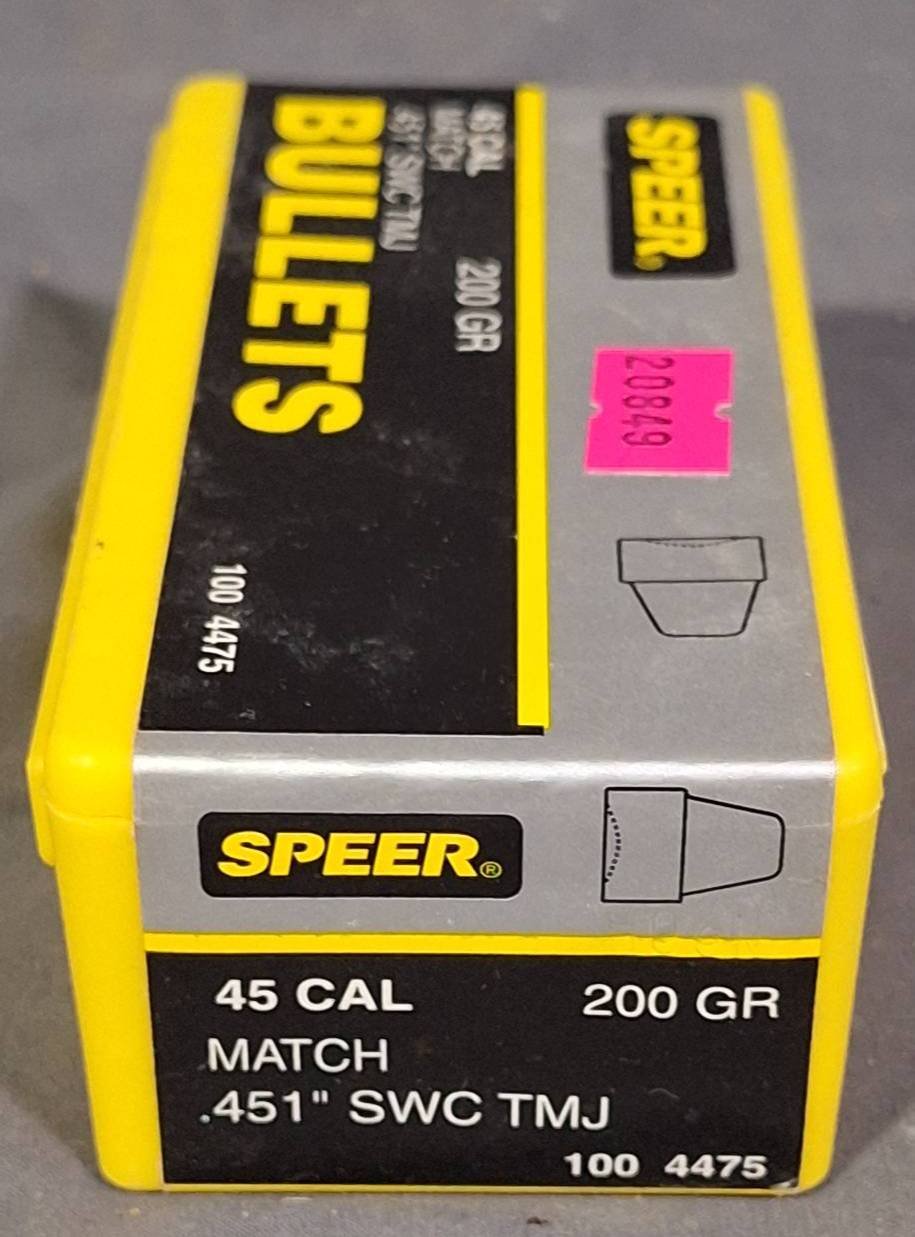 SPEER®
45 CAL
MATCH
.451" SWC TMJ
200 GR
BULLETS
100 4475
20849
SPEER®
45 CAL 200 GR
MATCH
.451" SWC TMJ
100 4475